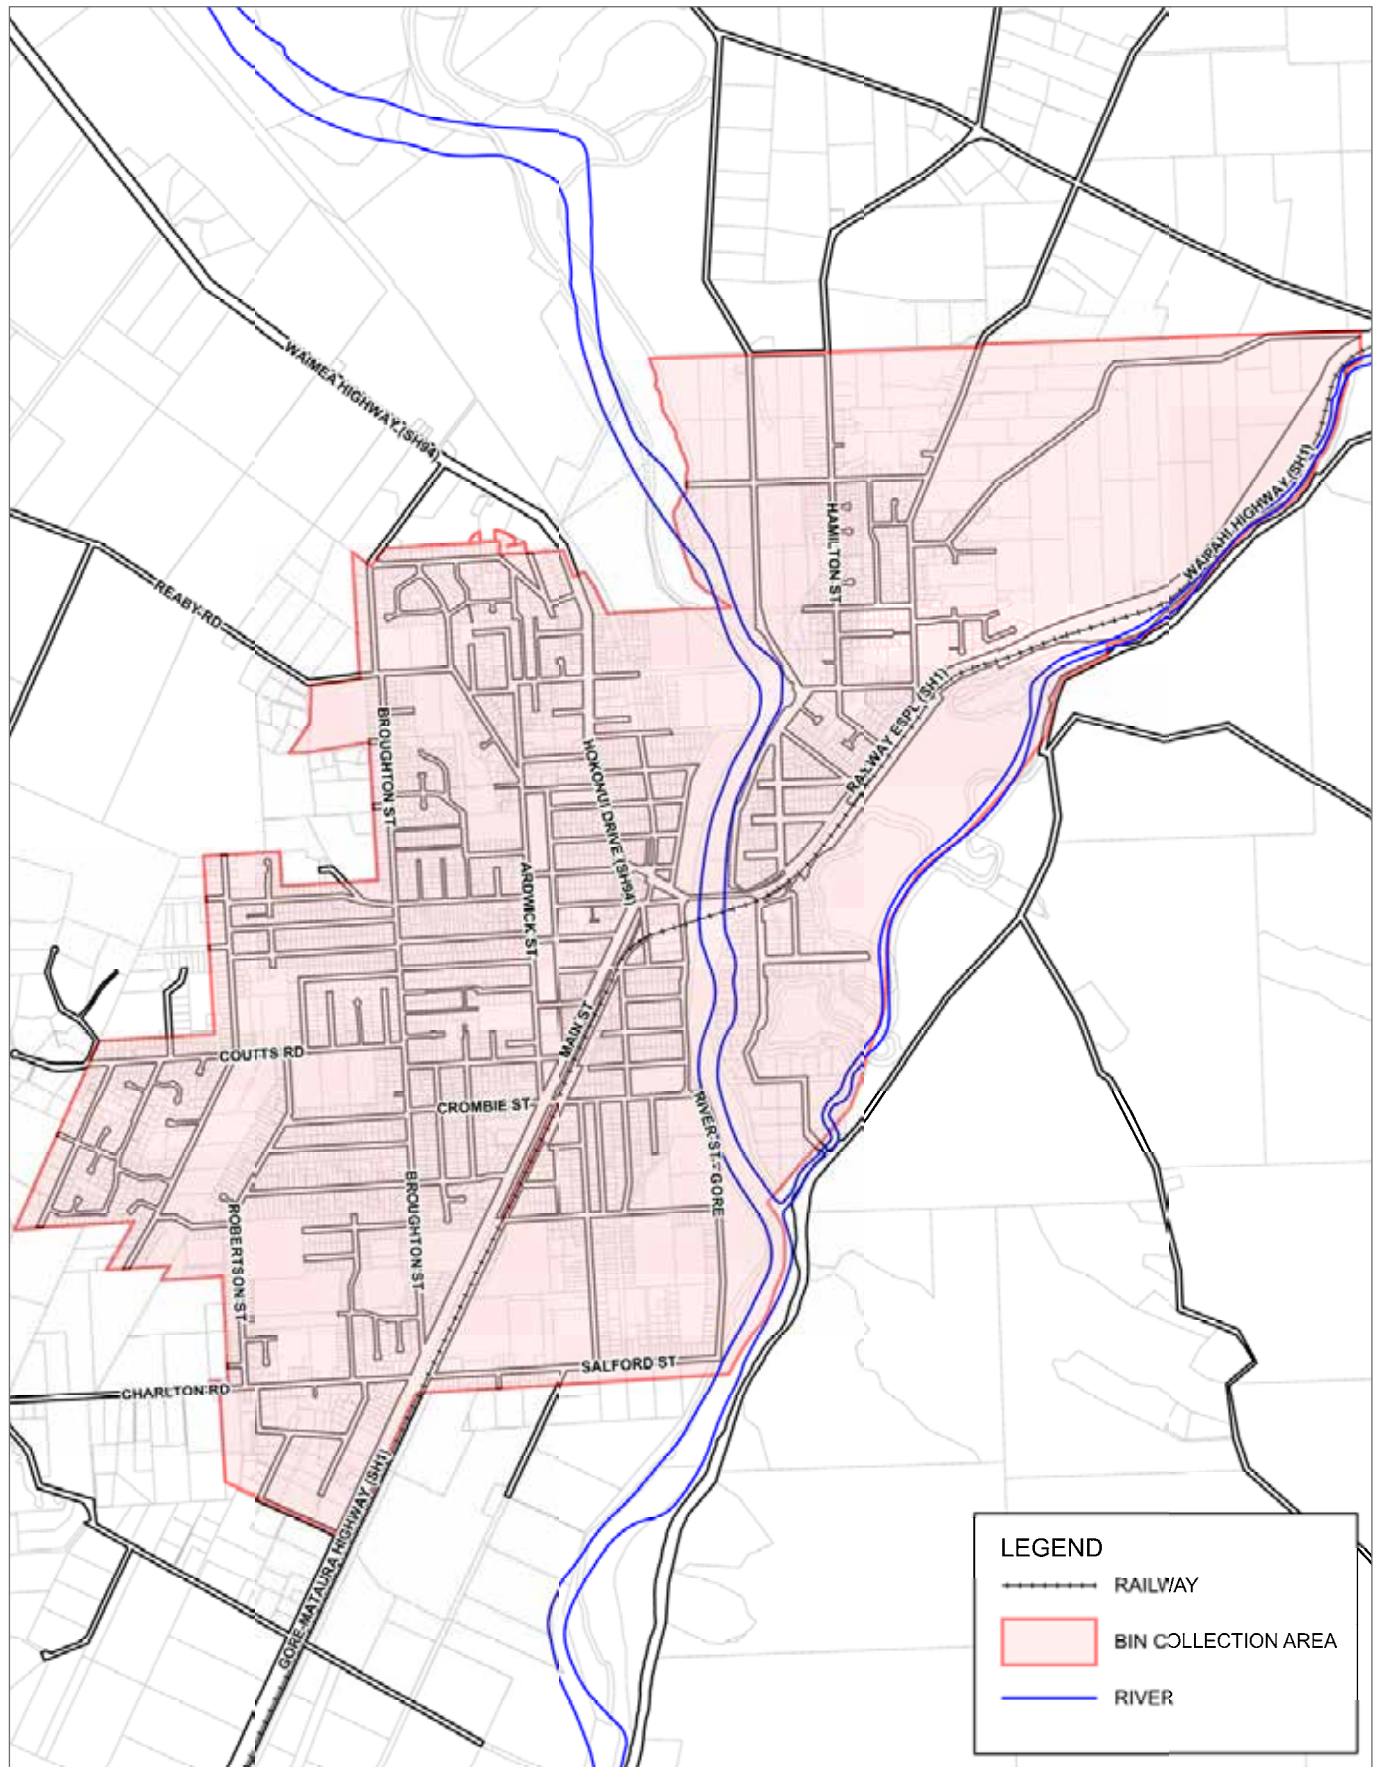 WAIMEA HIGHWAY (SH94)
WAIPAHI HIGHWAY (SH1)
HAMILTON ST
REABY RD
RAILWAY ESPL (SH1)
BROUGHTON ST
HOKONUI DRIVE (SH94)
ARDWICK ST
MAIN ST
COUTTS RD
CROMBIE ST
RIVER ST - GORE
BROUGHTON ST
ROBERTSON ST
SALFORD ST
CHARLTON RD
GORE-MATAURA HIGHWAY (SH1)
LEGEND
RAILWAY
BIN COLLECTION AREA
RIVER